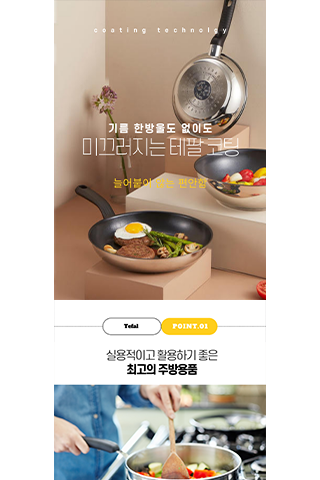 coating technolgy
기름 한방울도 없이도
미끄러지는 테팔 코팅
늘어붙이 않는 편안함
Tefal
POINT.01
실용적이고 활용하기 좋은
최고의 주방용품